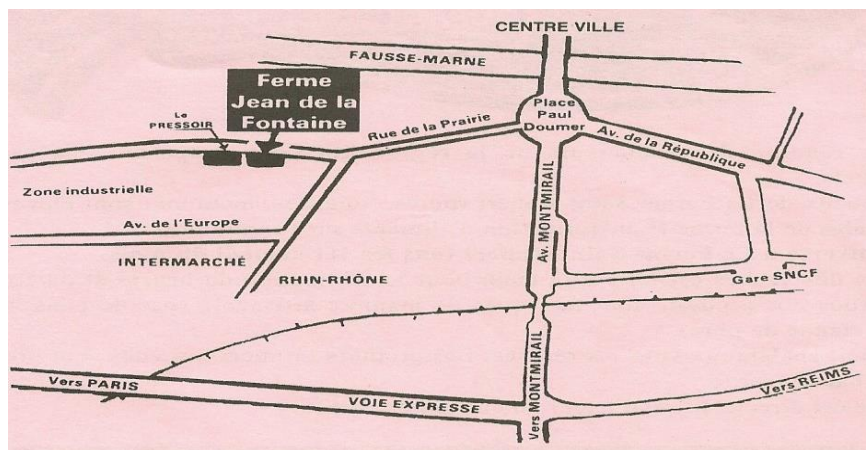 CENTRE VILLE
FAUSSE-MARNE
Ferme
Jean de la
Fontaine
Le
PRESSOIR
Rue de la Prairie
Place
Paul
Doumer
Av. de la République
Zone industrielle
Av. de l'Europe
INTERMARCHÉ
RHIN-RHÔNE
Av. MONTMIRAIL
Gare SNCF
Vers PARIS
VOIE EXPRESSE
Vers MONTMIRAIL
Vers REIMS